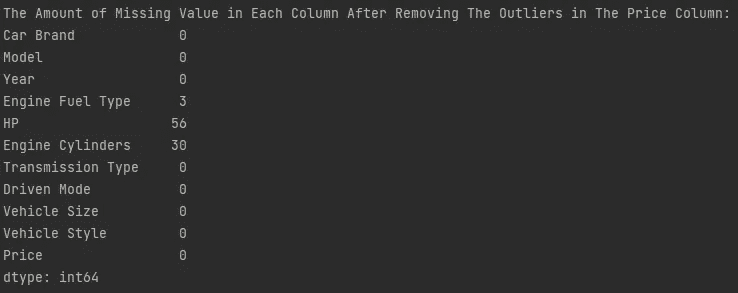 The Amount of Missing Value in Each Column After Removing The Outliers in The Price Column:
Car Brand 0
Model 0
Year 0
Engine Fuel Type 3
HP 56
Engine Cylinders 30
Transmission Type 0
Driven Mode 0
Vehicle Size 0
Vehicle Style 0
Price 0
dtype: int64